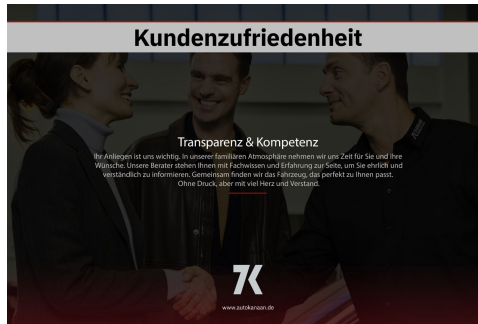 Kundenzufriedenheit
Transparenz & Kompetenz
Ihr Anliegen ist uns wichtig. In unserer familiären Atmosphäre nehmen wir uns Zeit für Sie und Ihre
Wünsche. Unsere Berater stehen Ihnen mit Fachwissen und Erfahrung zur Seite, um Sie ehrlich und
verständlich zu informieren. Gemeinsam finden wir das Fahrzeug, das perfekt zu Ihnen passt.
Ohne Druck, aber mit viel Herz und Verstand.
7K
www.autokanaan.de